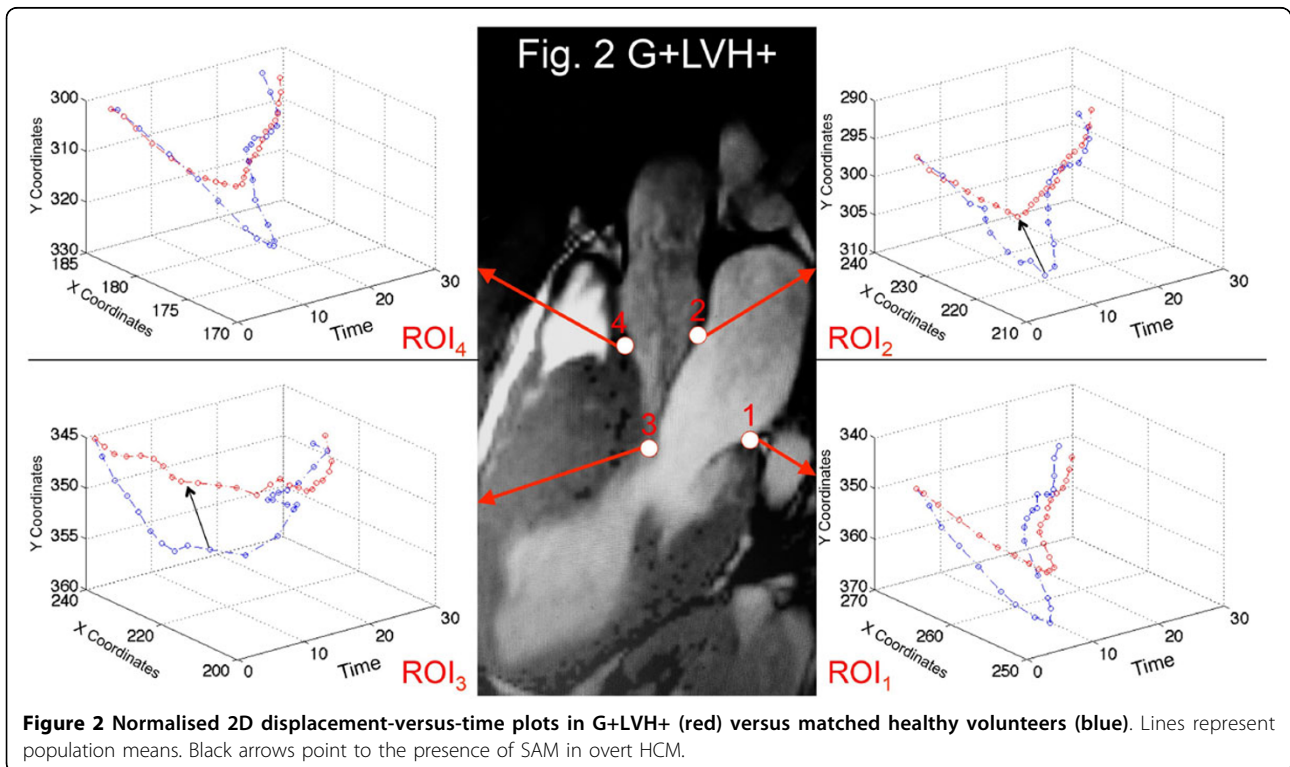 Fig. 2 G+LVH+
300
310
320
330
185
180
175
170
0
10
20
30
Y Coordinates
X Coordinates
Time
ROI4
290
295
300
305
310
240
230
220
210
0
10
20
30
Y Coordinates
X Coordinates
Time
ROI2
4
2
3
1
345
350
355
360
240
220
200
0
10
20
30
Y Coordinates
X Coordinates
Time
ROI3
340
350
360
370
270
260
250
0
10
20
30
Y Coordinates
X Coordinates
Time
ROI1
Figure 2 Normalised 2D displacement-versus-time plots in G+LVH+ (red) versus matched healthy volunteers (blue). Lines represent
population means. Black arrows point to the presence of SAM in overt HCM.